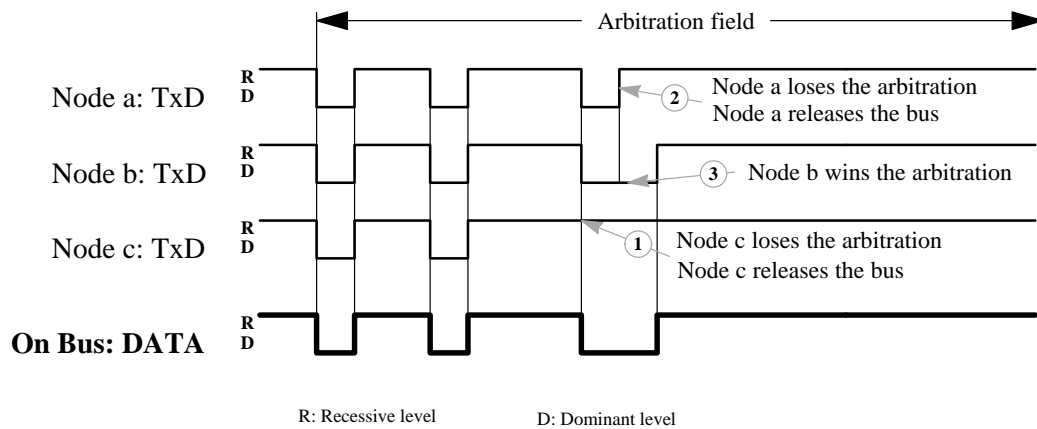 Arbitration field
R
D
Node a: TxD
2
Node a loses the arbitration
Node a releases the bus
R
D
Node b: TxD
3
Node b wins the arbitration
R
D
Node c: TxD
1
Node c loses the arbitration
Node c releases the bus
R
D
On Bus: DATA
R: Recessive level
D: Dominant level